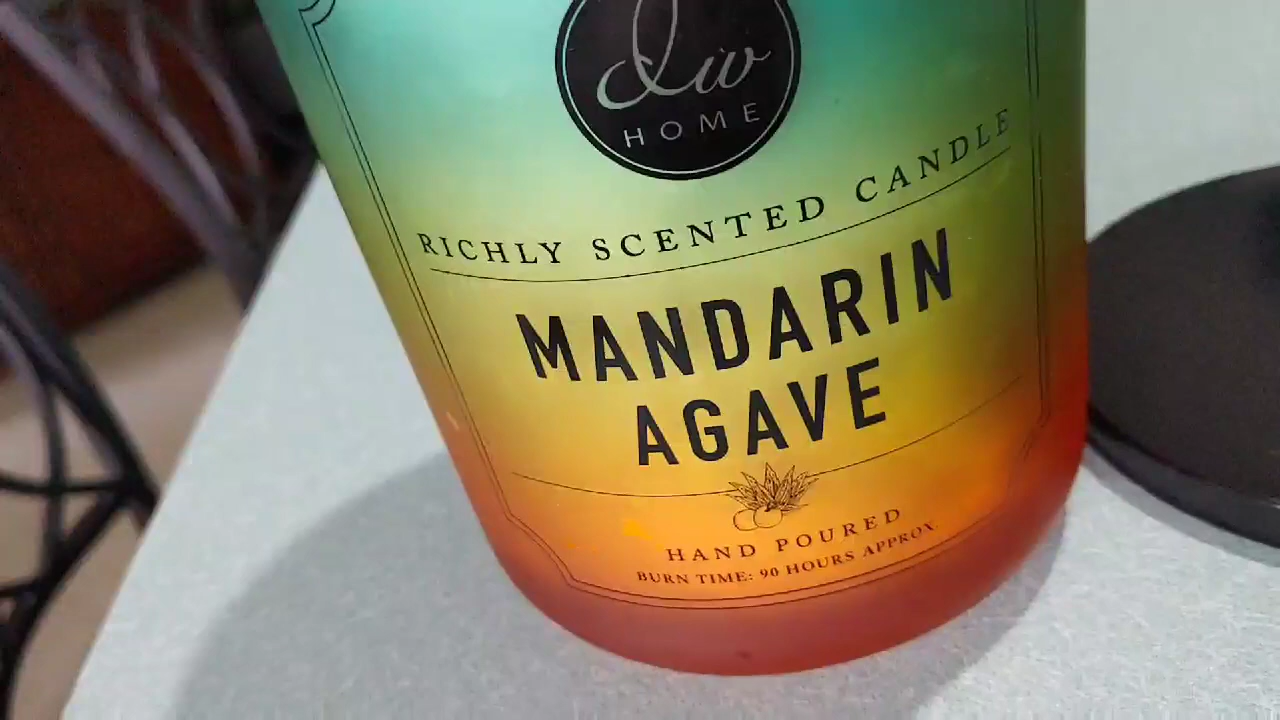 dw
HOME
RICHLY SCENTED CANDLE
MANDARIN
AGAVE
HAND POURED
BURN TIME: 90 HOURS APPROX.